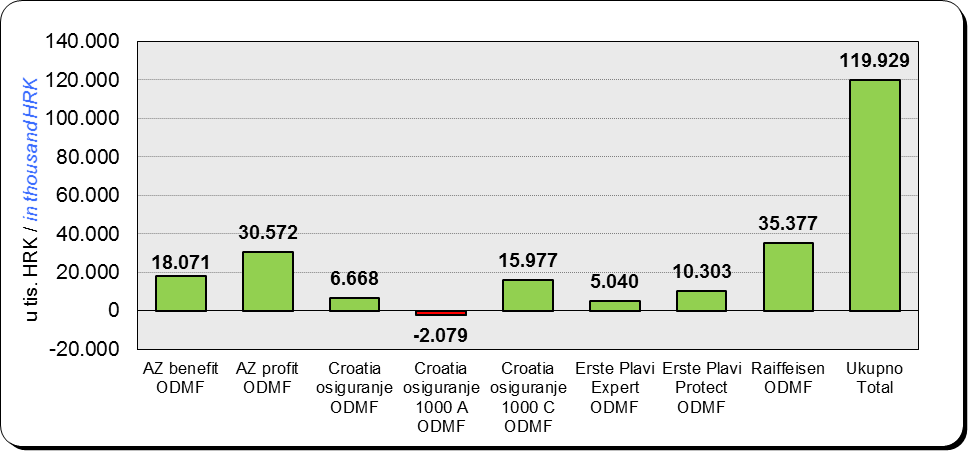 140.000
120.000
100.000
80.000
60.000
40.000
20.000
0
-20.000
u tis. HRK / in thousand HRK
18.071
30.572
6.668
-2.079
15.977
5.040
10.303
35.377
119.929
AZ benefit
ODMF
AZ profit
ODMF
Croatia
osiguranje
ODMF
Croatia
osiguranje
1000 A
ODMF
Croatia
osiguranje
1000 C
ODMF
Erste Plavi
Expert
ODMF
Erste Plavi
Protect
ODMF
Raiffeisen
ODMF
Ukupno
Total